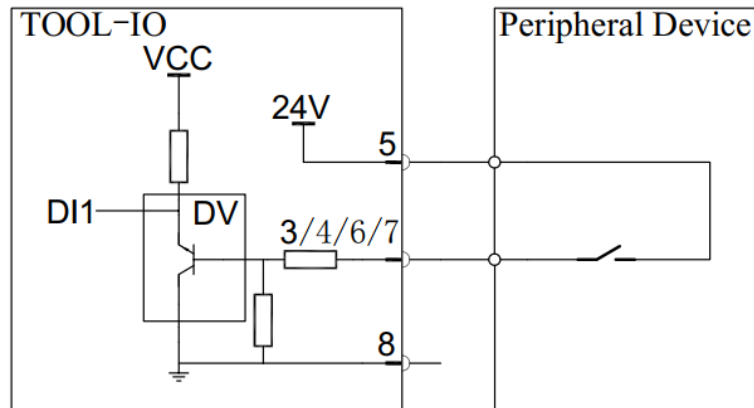 TOOL-IO
Peripheral Device
VCC
24V
5
DI1
DV
3/4/6/7
8